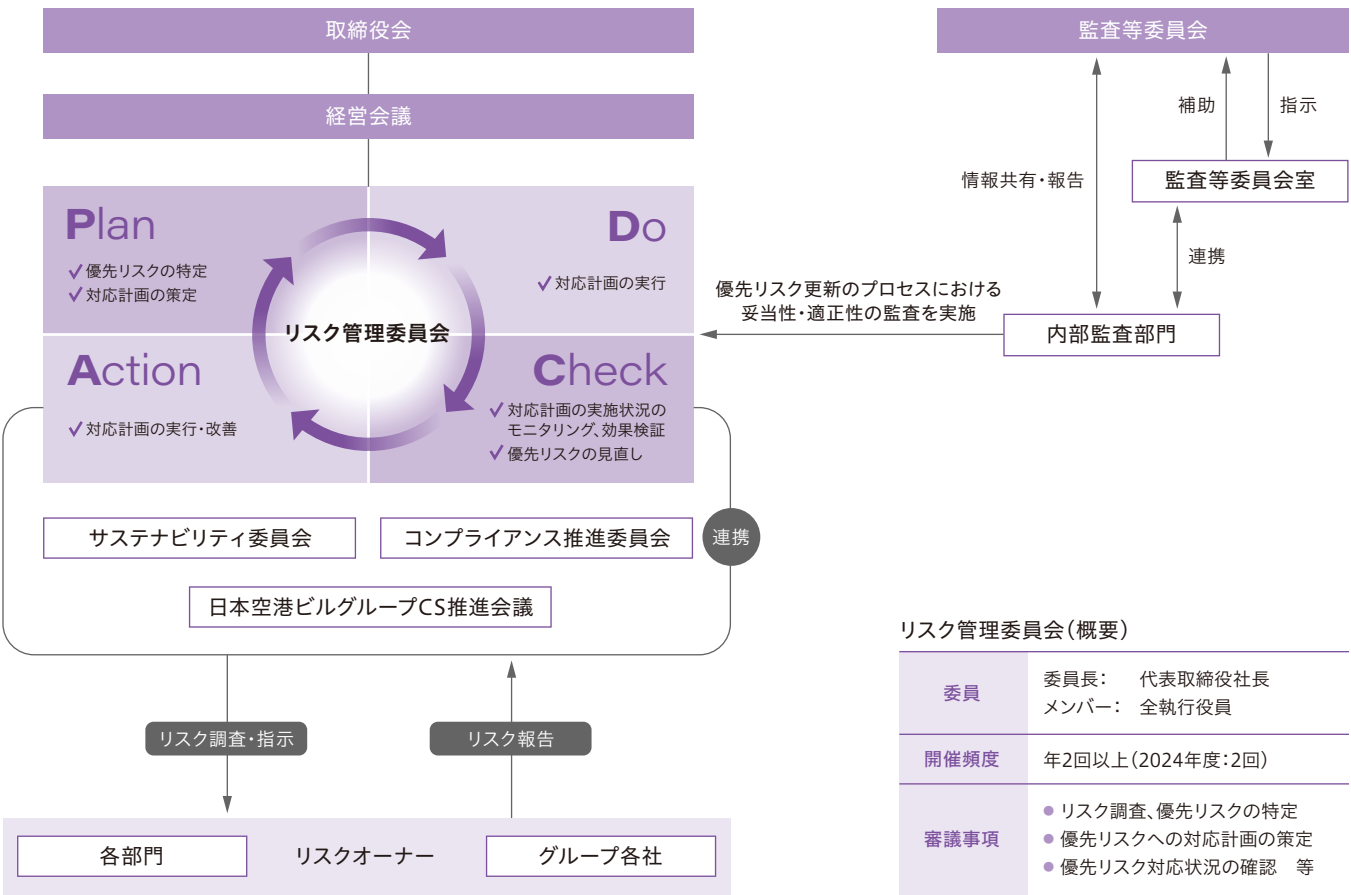 取締役会
経営会議
Plan
✓優先リスクの特定
✓対応計画の策定
Do
✓対応計画の実行
リスク管理委員会
Action
✓対応計画の実行・改善
Check
✓対応計画の実施状況の
モニタリング、効果検証
✓優先リスクの見直し
サステナビリティ委員会
コンプライアンス推進委員会
連携
日本空港ビルグループCS推進会議
リスク調査・指示
リスク報告
各部門
リスクオーナー
グループ各社
監査等委員会
補助
指示
情報共有・報告
監査等委員会室
連携
優先リスク更新のプロセスにおける
妥当性・適正性の監査を実施
内部監査部門
リスク管理委員会(概要)
委員
委員長: 代表取締役社長
メンバー: 全執行役員
開催頻度
年2回以上(2024年度:2回)
審議事項
● リスク調査、優先リスクの特定
● 優先リスクへの対応計画の策定
● 優先リスク対応状況の確認 等